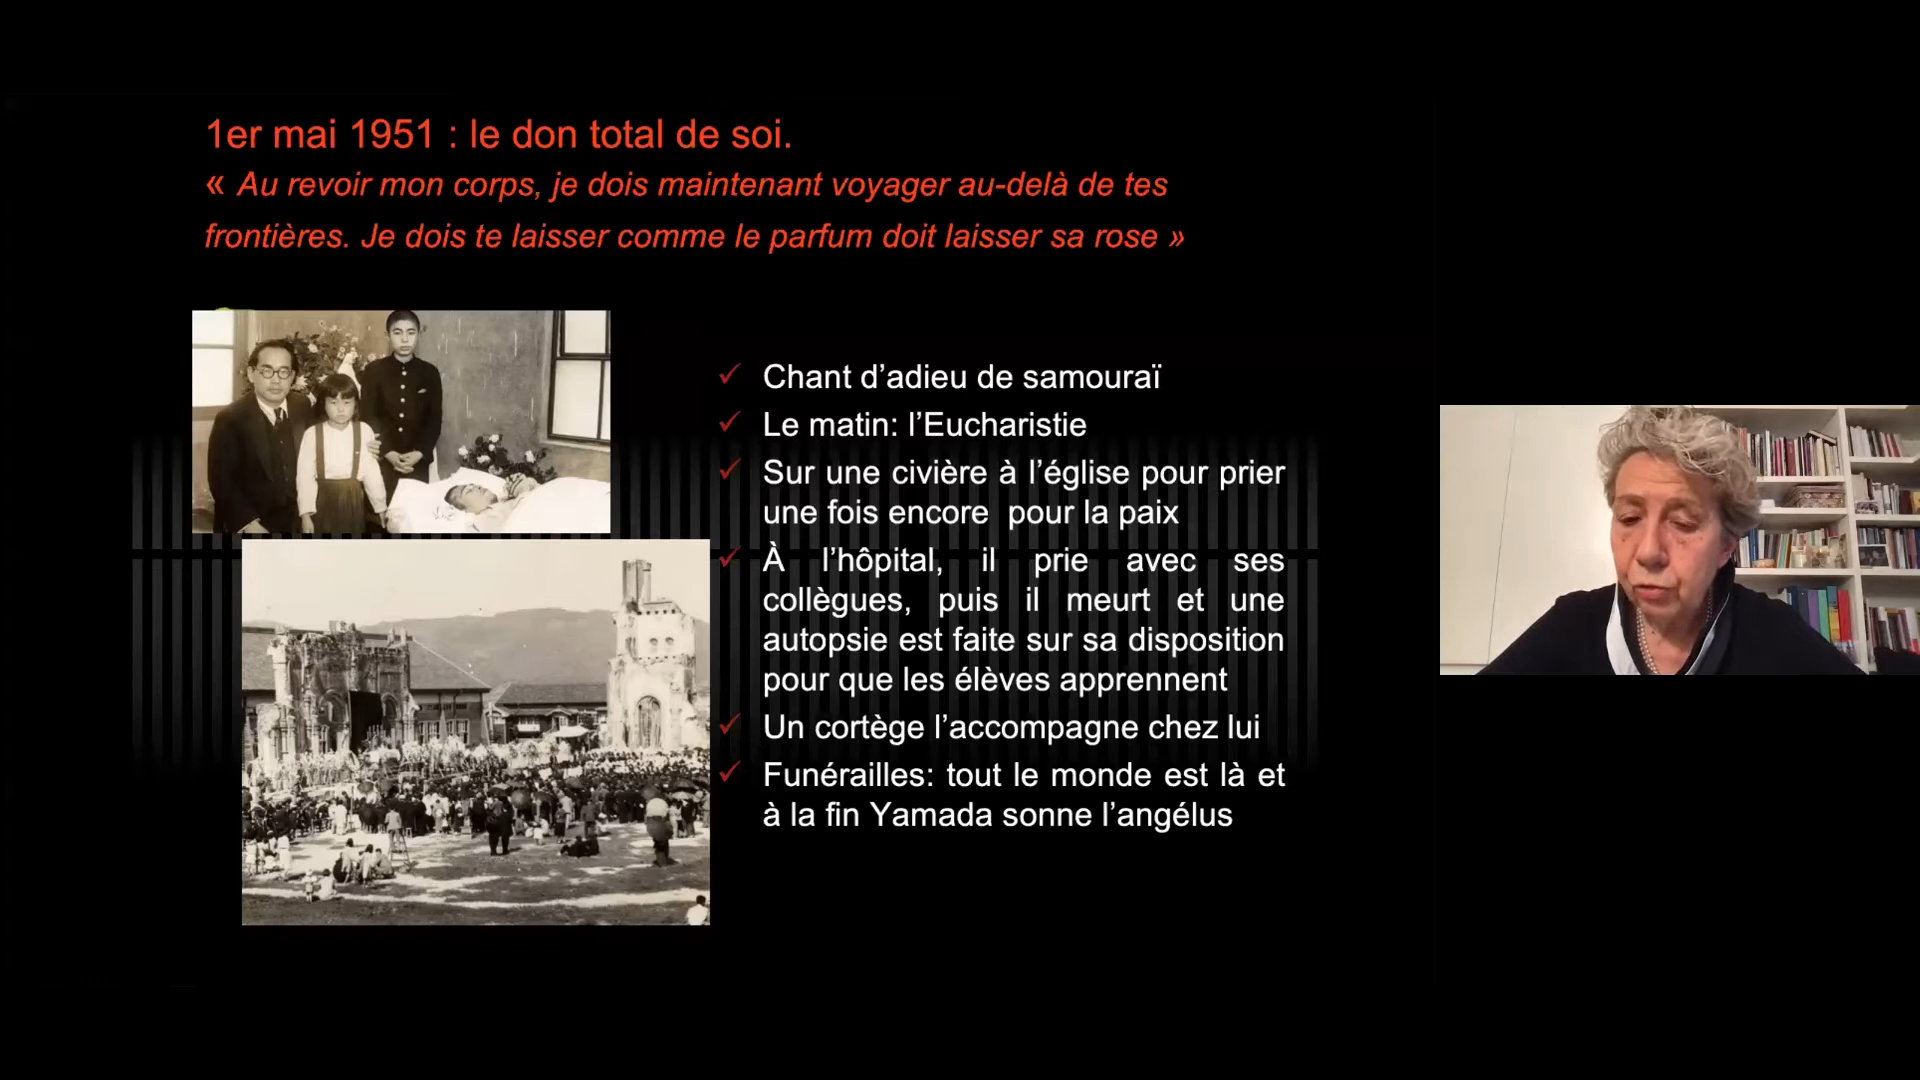 1er mai 1951 : le don total de soi.
« Au revoir mon corps, je dois maintenant voyager au-delà de tes
frontières. Je dois te laisser comme le parfum doit laisser sa rose »
Chant d’adieu de samouraï
Le matin: l’Eucharistie
Sur une civière à l’église pour prier
une fois encore pour la paix
À l’hôpital, il prie avec ses
collègues, puis il meurt et une
autopsie est faite sur sa disposition
pour que les élèves apprennent
Un cortège l’accompagne chez lui
Funérailles: tout le monde est là et
à la fin Yamada sonne l’angélus